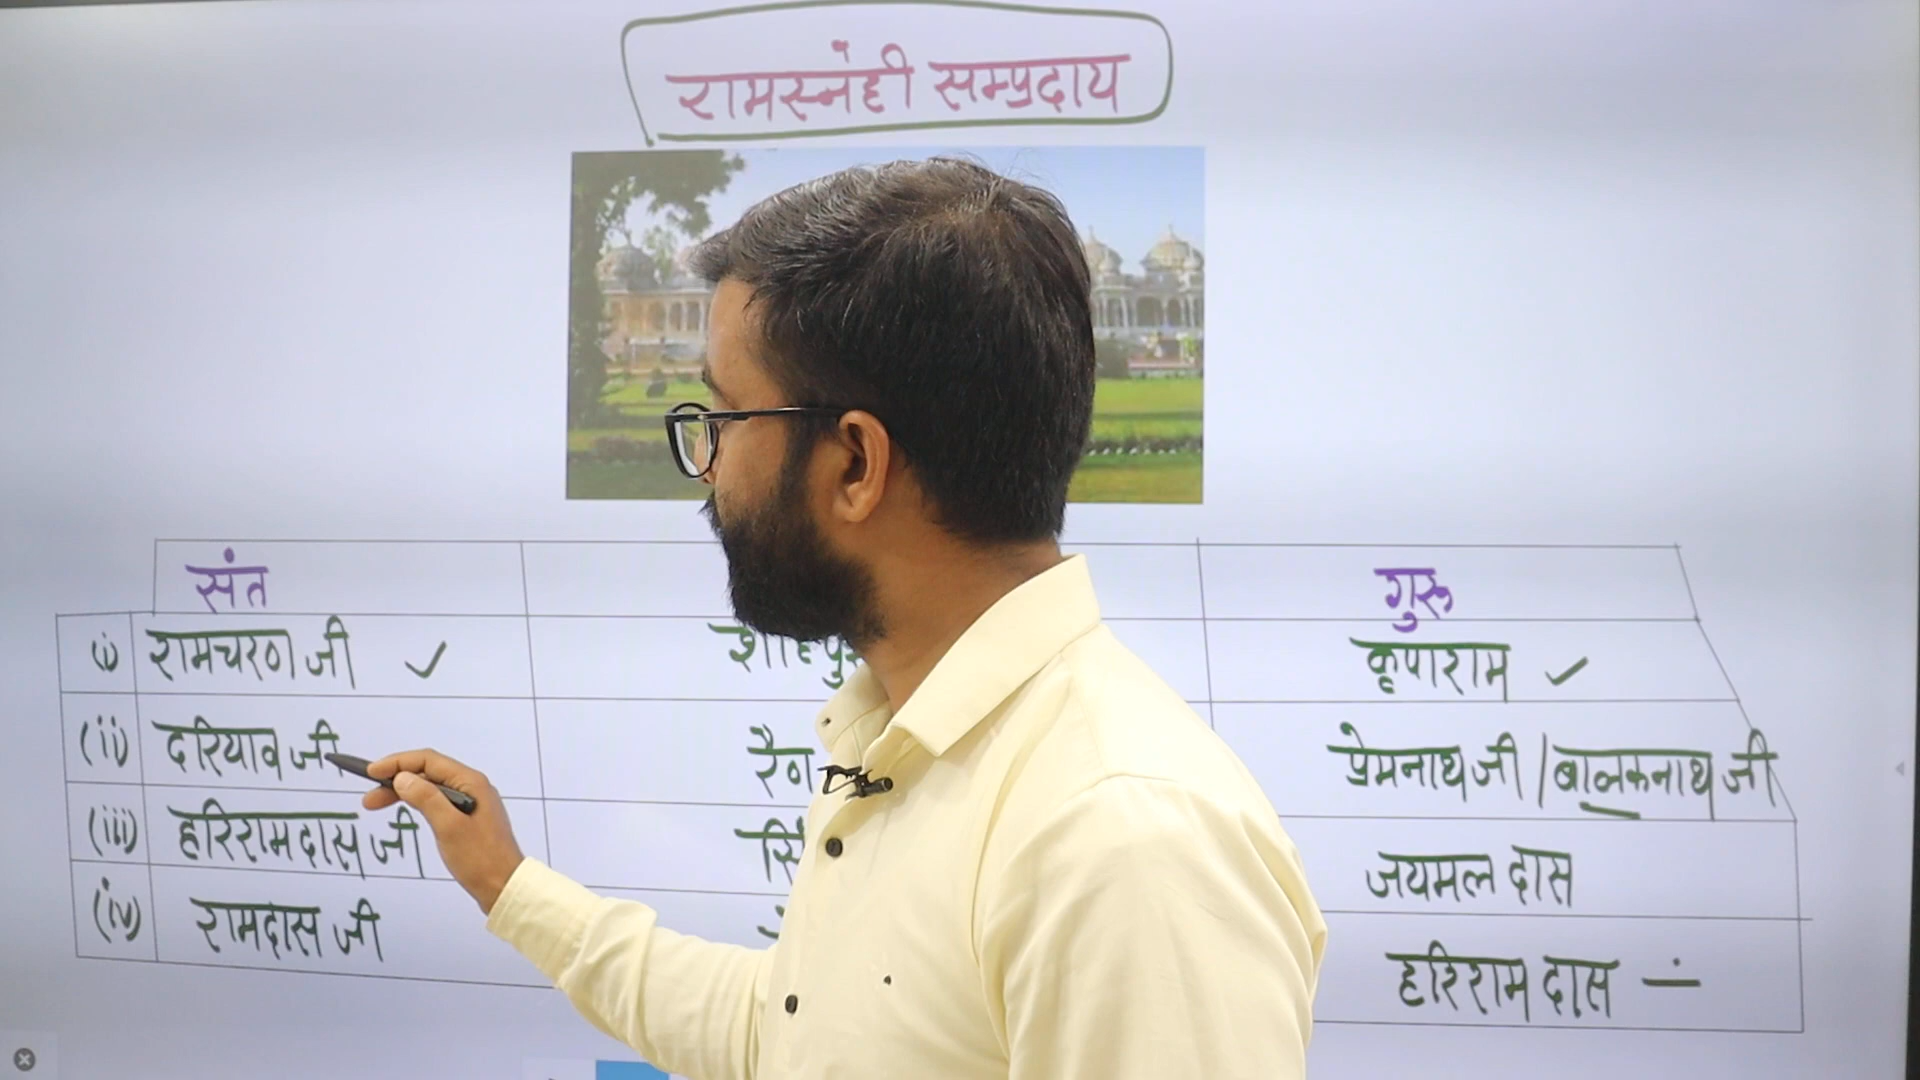 रामस्नेही सम्प्रदाय
संत गुरू
(i) रामचरण जी ✓ कृपाराम ✓
(ii) दरियाव जी प्रेमनाथ जी / बालकनाथ जी
(iii) हरिरामदास जी जयमल दास
(iv) रामदास जी हरिराम दास ∸